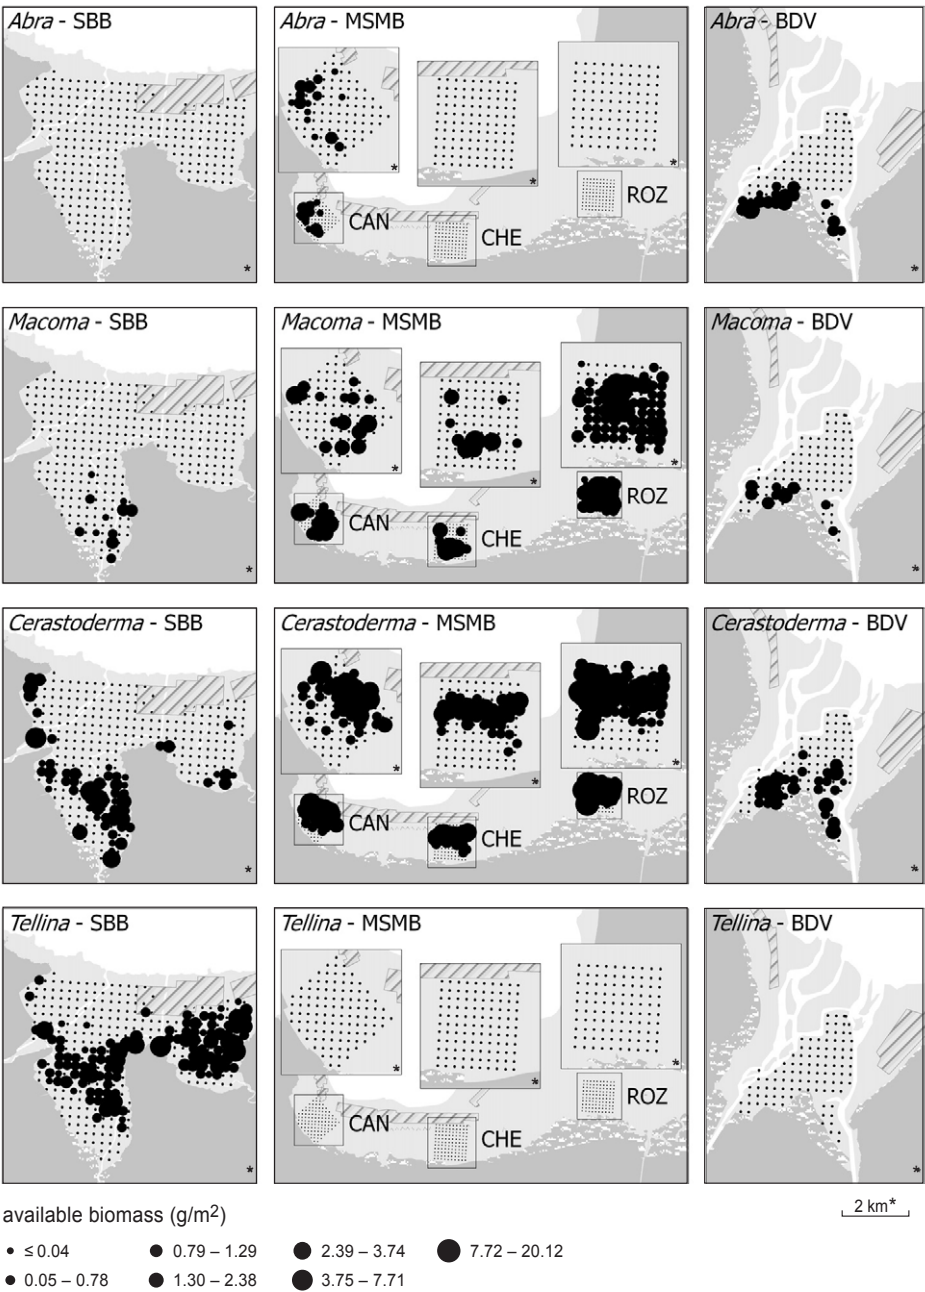 Abra - SBB
Abra - MSMB
Abra - BDV
*
*
*
*
ROZ
CAN
CHE
*
*
Macoma - SBB
Macoma - MSMB
Macoma - BDV
*
*
*
ROZ
CAN
CHE
*
*
Cerastoderma - SBB
Cerastoderma - MSMB
Cerastoderma - BDV
*
*
*
ROZ
CAN
CHE
*
*
Tellina - SBB
Tellina - MSMB
Tellina - BDV
*
*
*
ROZ
CAN
CHE
*
*
available biomass (g/m²)
2 km*
≤ 0.04
0.79 – 1.29
2.39 – 3.74
7.72 – 20.12
0.05 – 0.78
1.30 – 2.38
3.75 – 7.71